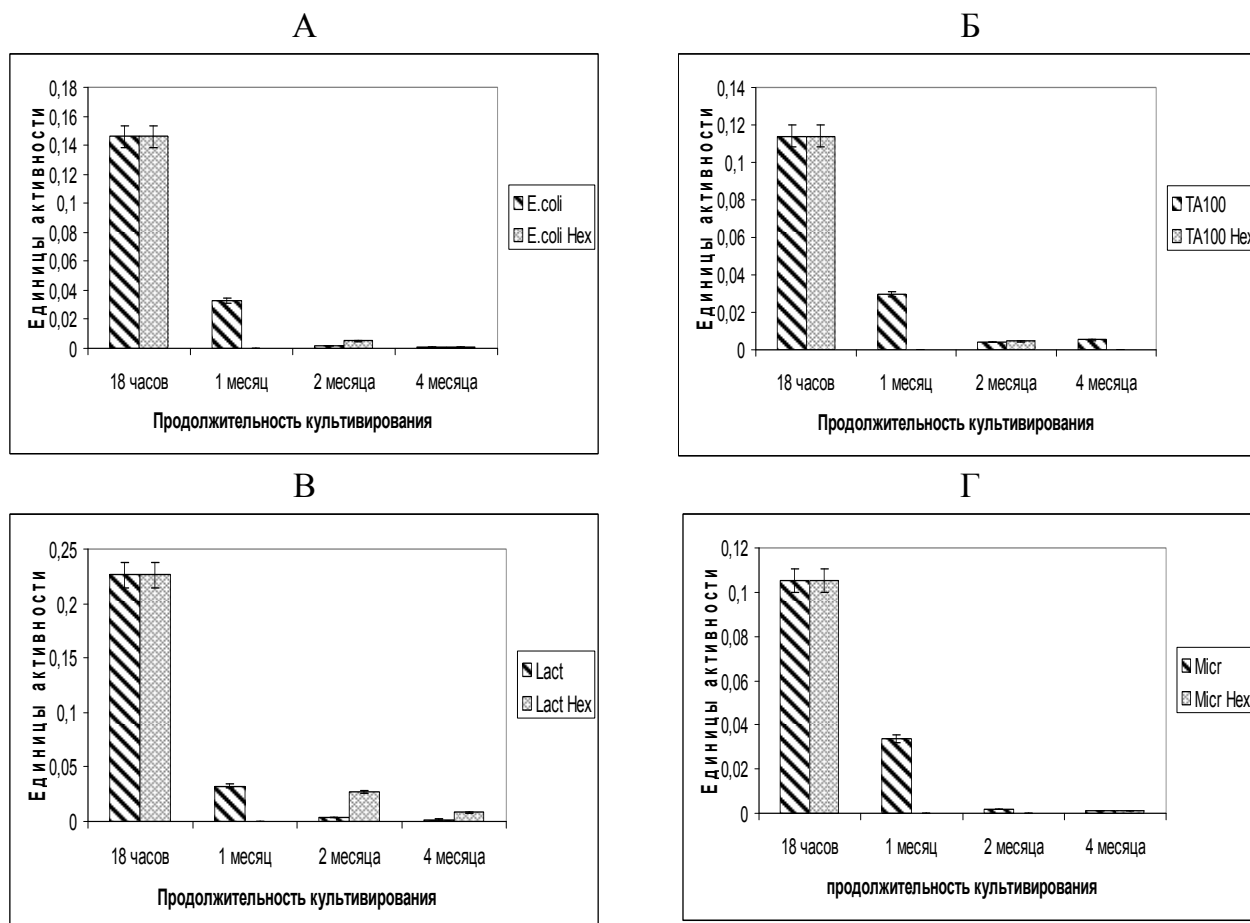 А
Единицы активности
0,18
0,16
0,14
0,12
0,1
0,08
0,06
0,04
0,02
0
18 часов 1 месяц 2 месяца 4 месяца
Продолжительность культивирования
E.coli
E.coli Hex
Б
Единицы активности
0,14
0,12
0,1
0,08
0,06
0,04
0,02
0
18 часов 1 месяц 2 месяца 4 месяца
Продолжительность культивирования
TA100
TA100 Hex
В
Единицы активности
0,25
0,2
0,15
0,1
0,05
0
18 часов 1 месяц 2 месяца 4 месяца
Продолжительность культивирования
Lact
Lact Hex
Г
Единицы активности
0,12
0,1
0,08
0,06
0,04
0,02
0
18 часов 1 месяц 2 месяца 4 месяца
продолжительность культивирования
Micr
Micr Hex